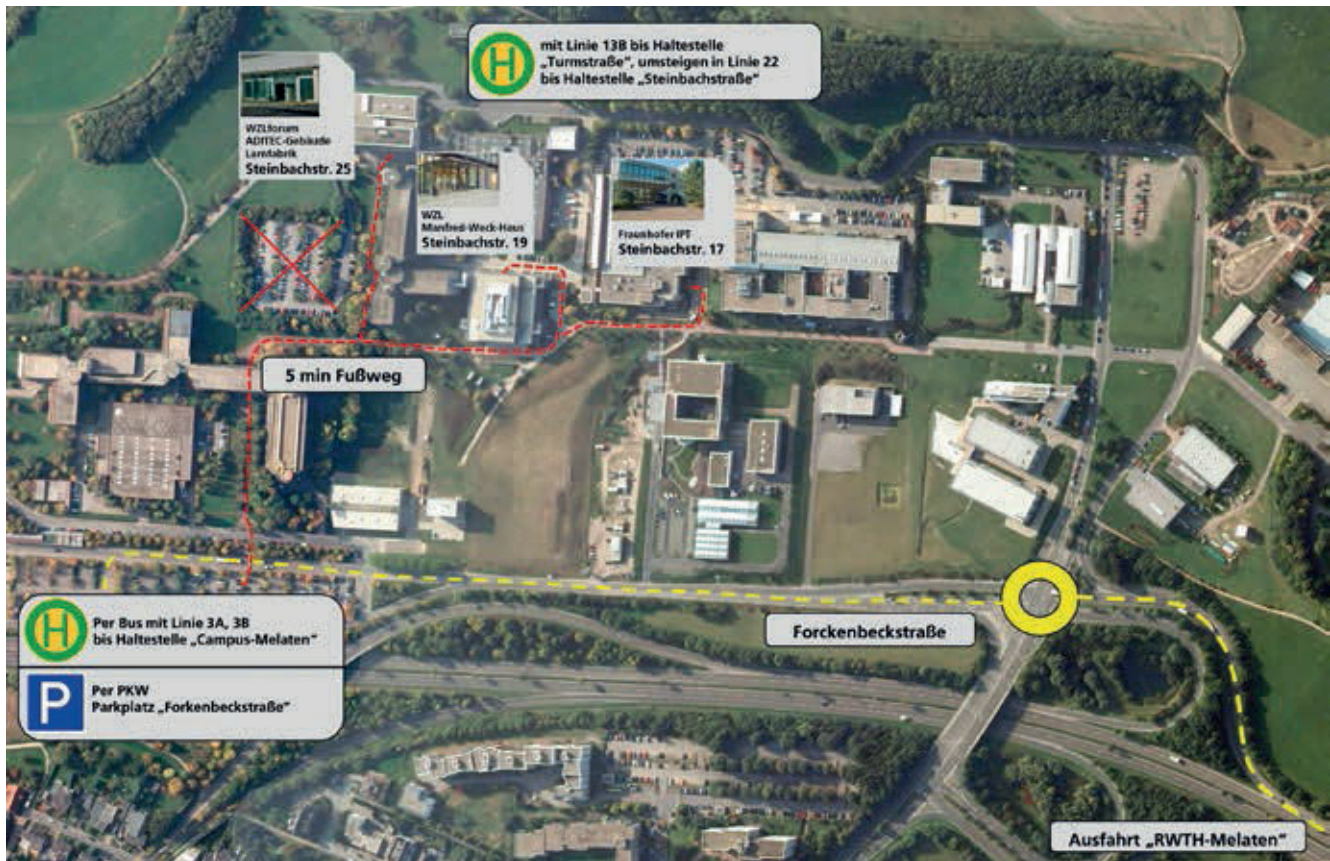 H
mit Linie 13B bis Haltestelle
„Turmstraße“, umsteigen in Linie 22
bis Haltestelle „Steinbachstraße“
WZLforum
ADITEC-Gebäude
Lernfabrik
Steinbachstr. 25
WZL
Manfred-Weck-Haus
Steinbachstr. 19
Fraunhofer IPT
Steinbachstr. 17
5 min Fußweg
H
Per Bus mit Linie 3A, 3B
bis Haltestelle „Campus-Melaten“
Forckenbeckstraße
P
Per PKW
Parkplatz „Forkenbeckstraße“
Ausfahrt „RWTH-Melaten“